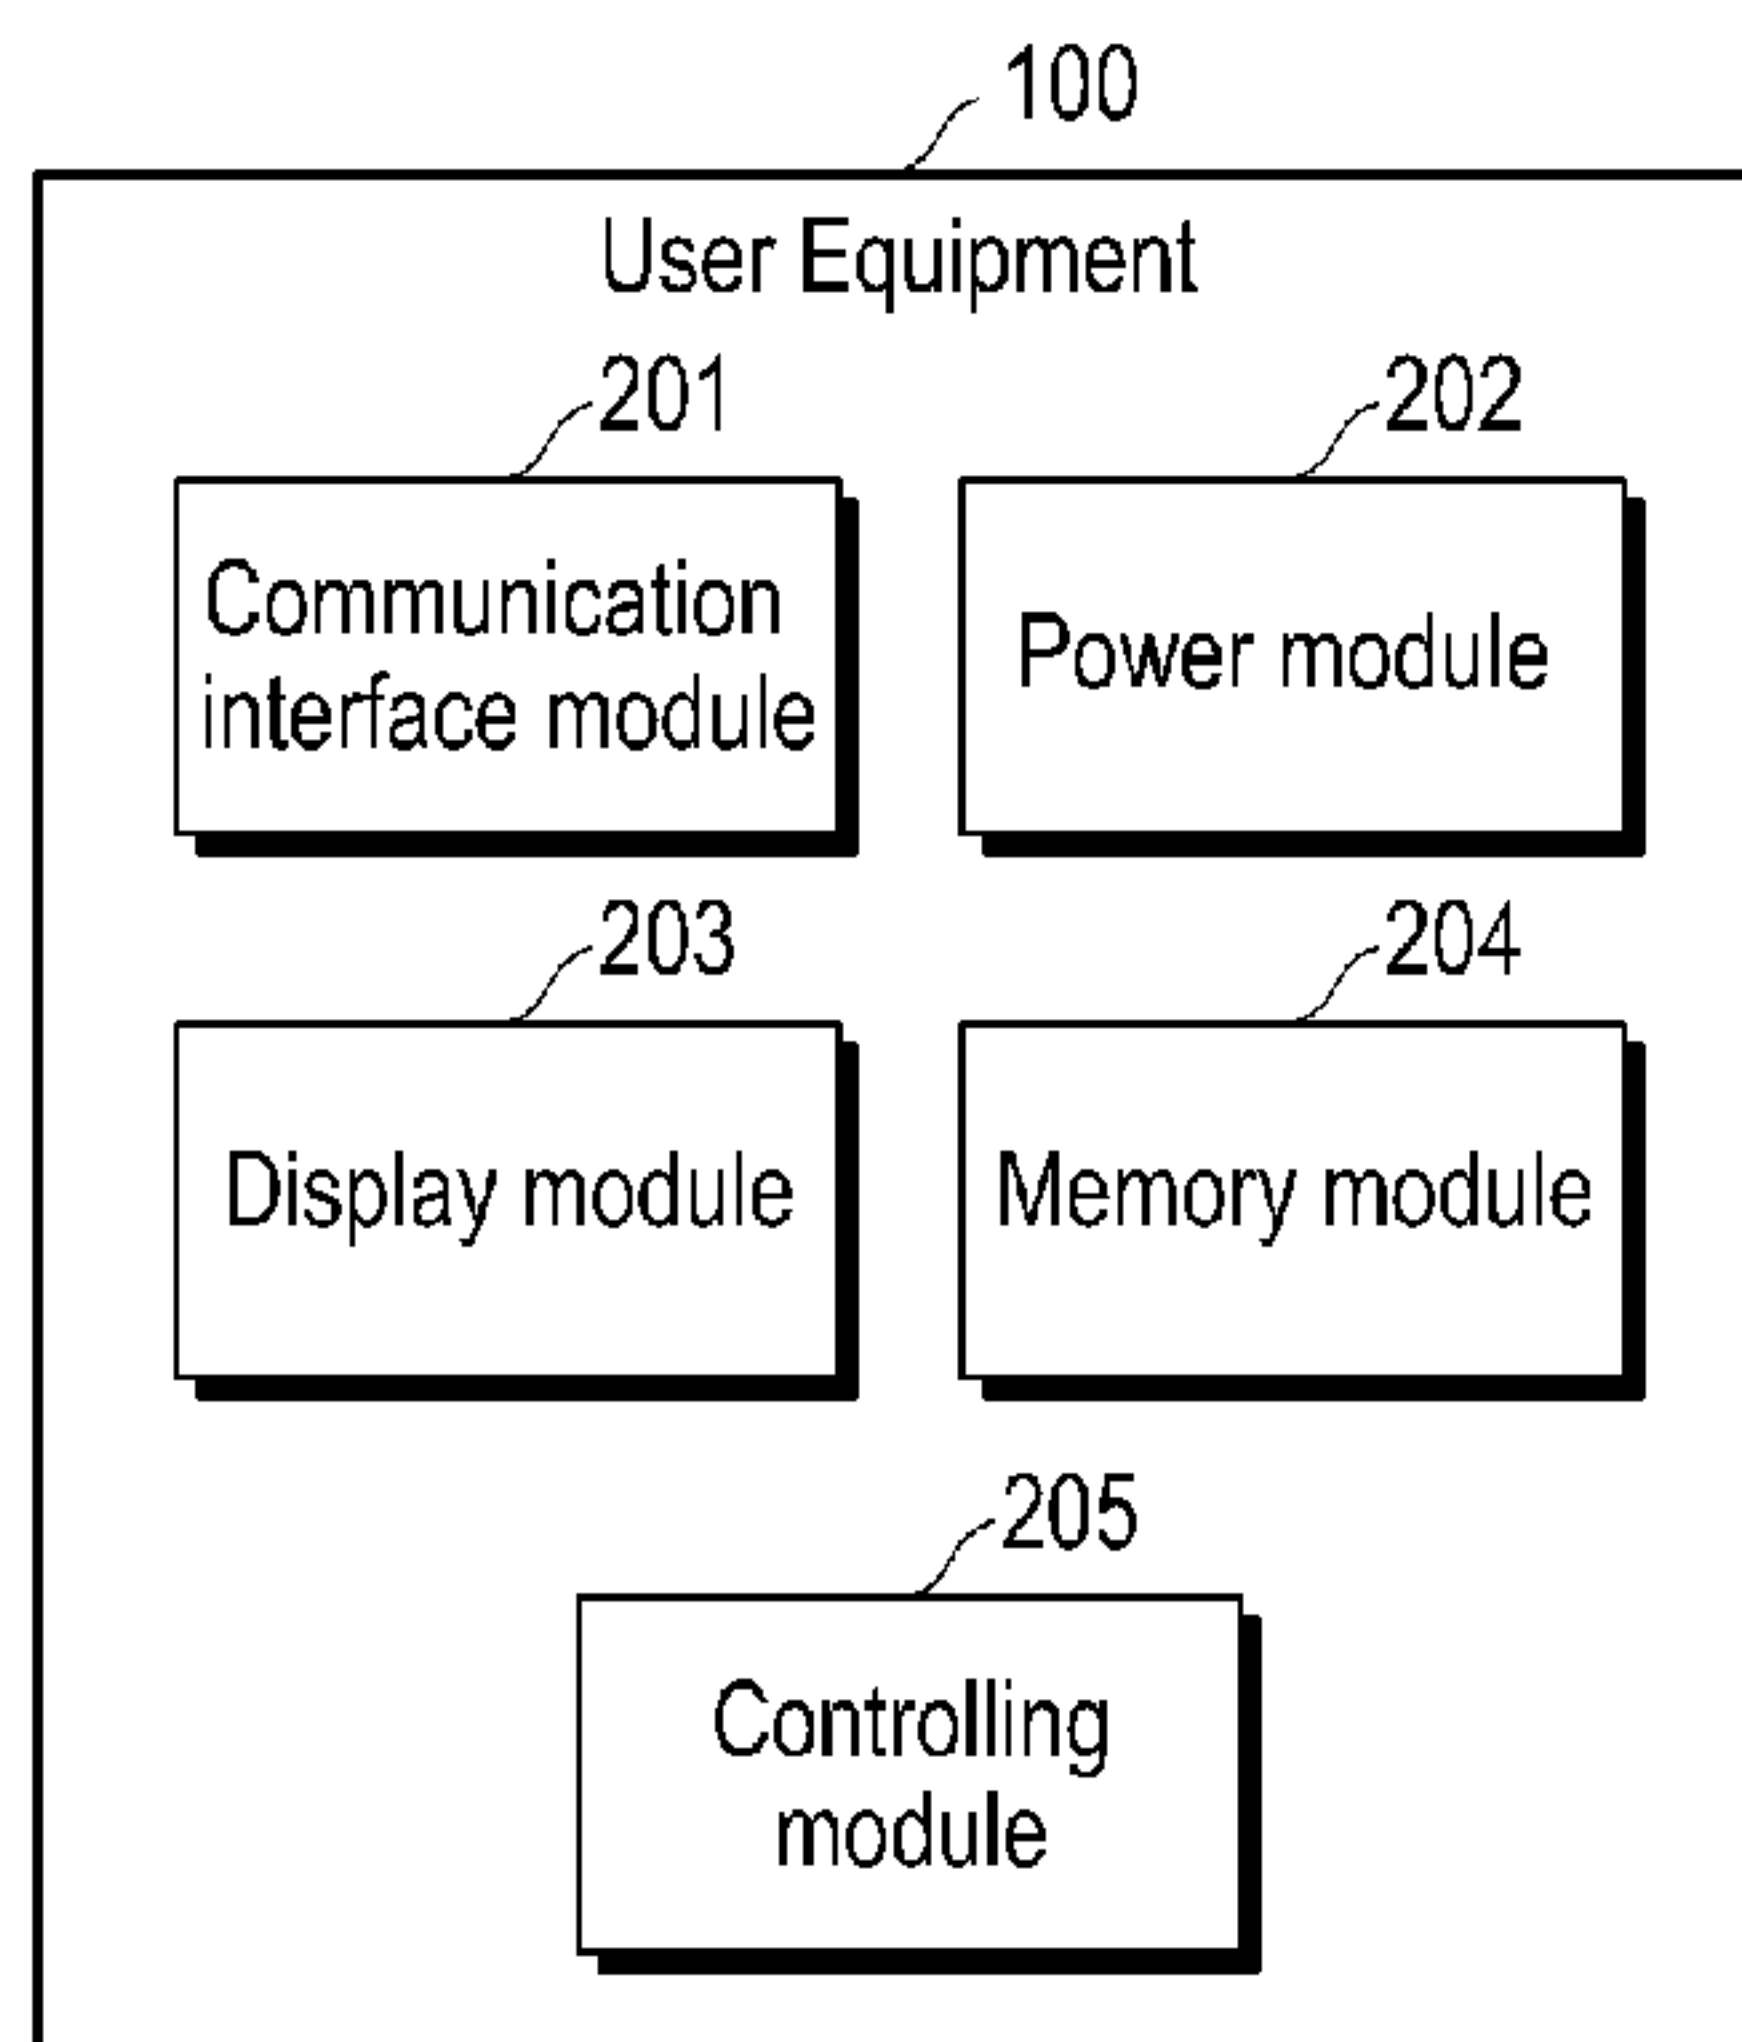 100
User Equipment
201
202
Communication
interface module
Power module
203
204
Display module
Memory module
205
Controlling
module